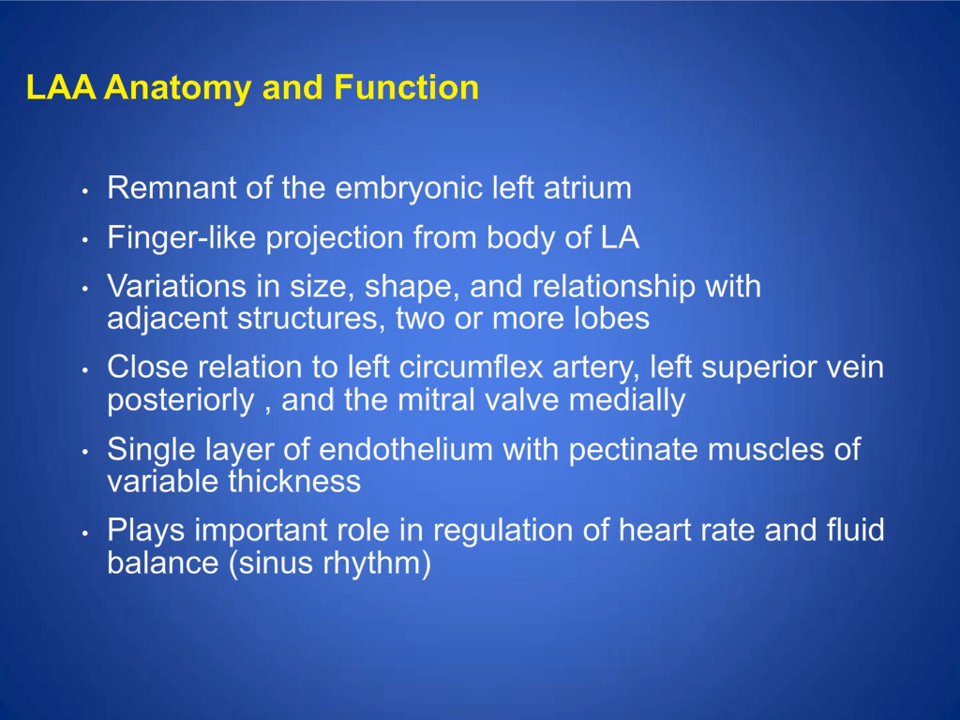 LAA Anatomy and Function
• Remnant of the embryonic left atrium
• Finger-like projection from body of LA
• Variations in size, shape, and relationship with
adjacent structures, two or more lobes
• Close relation to left circumflex artery, left superior vein
posteriorly , and the mitral valve medially
• Single layer of endothelium with pectinate muscles of
variable thickness
• Plays important role in regulation of heart rate and fluid
balance (sinus rhythm)